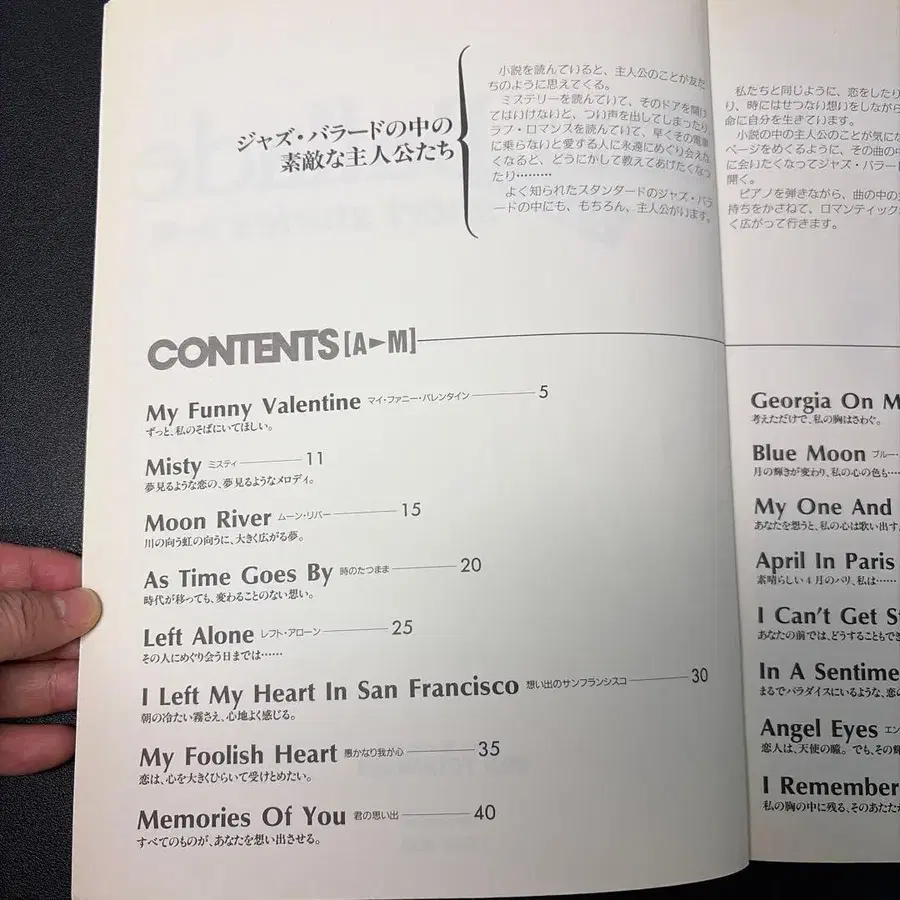 ジャズ・バラードの中の
素敵な主人公たち
小説を読んでいると、主人公のことが友だ
ちのように思えてくる。
ミステリーを読んでいて、そのドアを開け
てはいけないと、つい声を出してしまったり、
ラブ・ロマンスを読んでいて、早くその電車
に乗らないと愛する人に永遠にめぐり会えな
くなると、どうにかして教えてあげたくなっ
たり………
よく知られたスタンダードのジャズ・バラ
ードの中にも、もちろん、主人公がいます。
CONTENTS [A►M]
My Funny Valentine マイ・ファニー・バレンタイン 5
ずっと、私のそばにいてほしい。
Misty ミスティ 11
夢見るような恋の、夢見るようなメロディ。
Moon River ムーン・リバー 15
川の向う虹の向うに、大きく広がる夢。
As Time Goes By 時のたつまま 20
時代が移っても、変わることのない想い。
Left Alone レフト・アローン 25
その人にめぐり会う日までは……
I Left My Heart In San Francisco 想い出のサンフランシスコ 30
朝の冷たい霧さえ、心地よく感じる。
My Foolish Heart 愚かなり我が心 35
恋は、心を大きくひらいて受けとめたい。
Memories Of You 君の思い出 40
すべてのものが、あなたを想い出させる。
私たちと同じように、恋をしたり
り、時にはせつない想いをしながら
命に自分を生きています。
小説の中の主人公のことが気にな
ページをめくるように、その曲の中
に会いたくなってジャズ・バラー
開く。
ピアノを弾きながら、曲の中の
持ちをかさねて、ロマンティック
く広がって行きます。
Georgia On M
考えただけで、私の胸はさわぐ。
Blue Moon ブルー・
月の輝きが変わり、私の心の色も…
My One And
あなたを想うと、私の心は歌い出す
April In Paris
素晴らしい4月のパリ、私は……
I Can't Get S
あなたの前では、どうすることもでき
In A Sentime
まるでパラダイスにいるような、恋の
Angel Eyes エン
恋人は、天使の瞳。でも、その輝
I Remember
私の胸の中に残る、そのあたたか